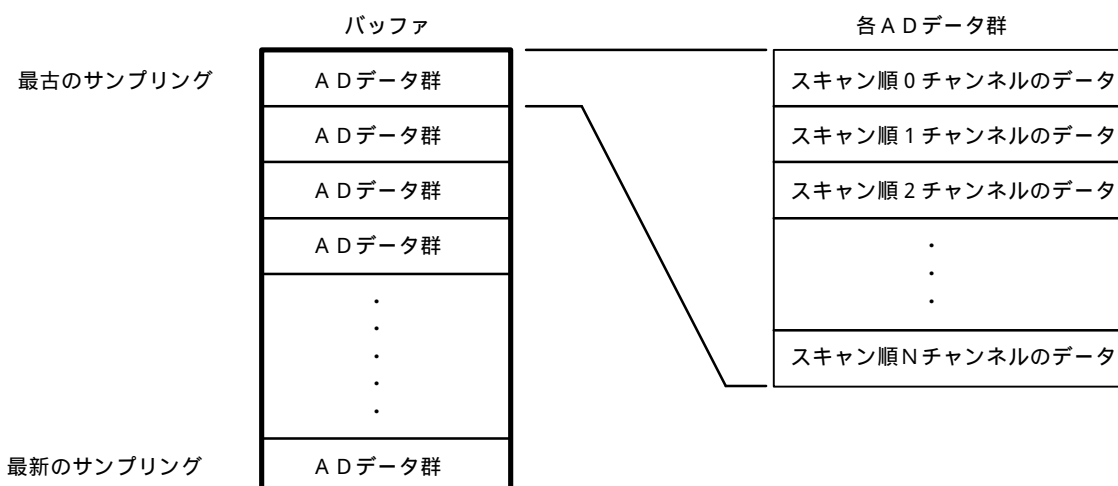 バッファ
最古のサンプリング
ＡＤデータ群
ＡＤデータ群
ＡＤデータ群
ＡＤデータ群
・
・
・
・
・
最新のサンプリング
ＡＤデータ群
各ＡＤデータ群
スキャン順０チャンネルのデータ
スキャン順１チャンネルのデータ
スキャン順２チャンネルのデータ
・
・
・
スキャン順Ｎチャンネルのデータ